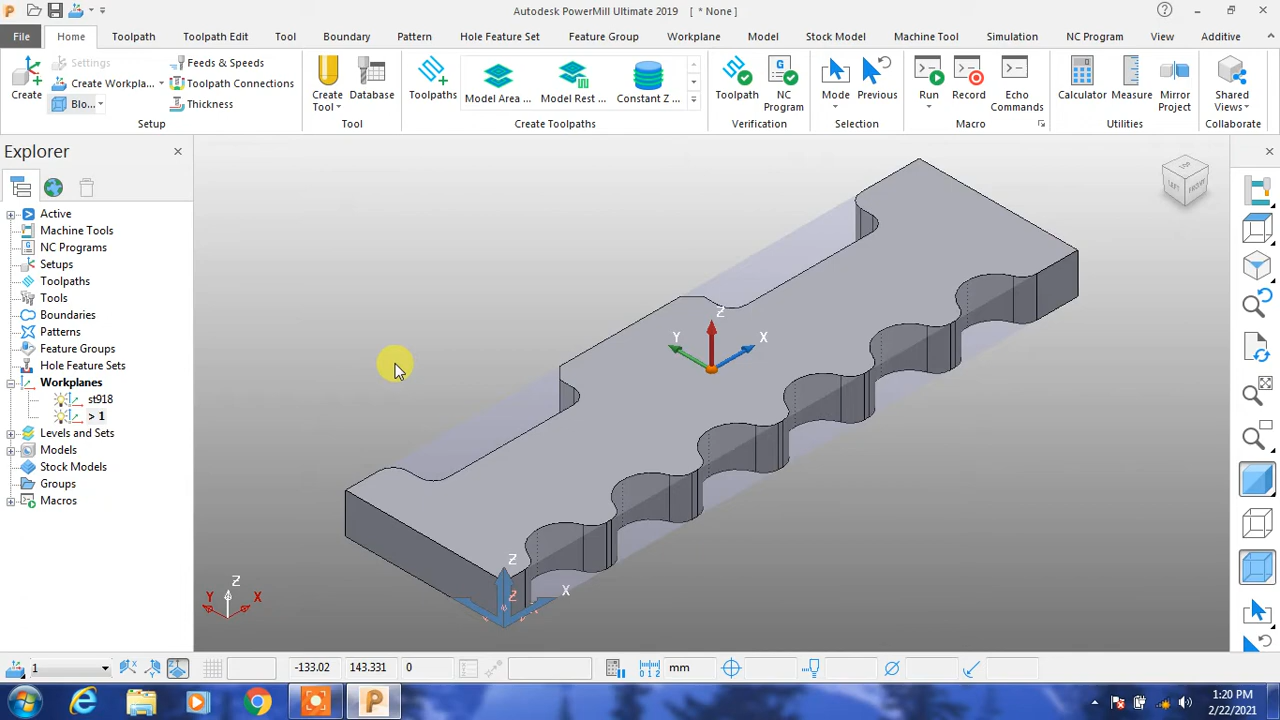 Autodesk PowerMill Ultimate 2019 [ * None ]
File Home Toolpath Toolpath Edit Tool Boundary Pattern Hole Feature Set Feature Group Workplane Model Stock Model Machine Tool Simulation NC Program View Additive
Create
Settings
Create Workpla...
Blo...
Feeds & Speeds
Toolpath Connections
Thickness
Setup
Create Tool
Database
Tool
Toolpaths
Model Area ...
Model Rest ...
Constant Z ...
Create Toolpaths
Toolpath
NC Program
Verification
Mode
Previous
Selection
Run
Record
Echo Commands
Macro
Calculator
Measure
Mirror Project
Utilities
Shared Views
Collaborate
Explorer
Active
Machine Tools
NC Programs
Setups
Toolpaths
Tools
Boundaries
Patterns
Feature Groups
Hole Feature Sets
Workplanes
st918
> 1
Levels and Sets
Models
Stock Models
Groups
Macros
TOP
LEFT
FRONT
Z
Y
X
Z
X
Z
Z
Y
X
1
-133.02 143.331 0
mm
1:20 PM
2/22/2021